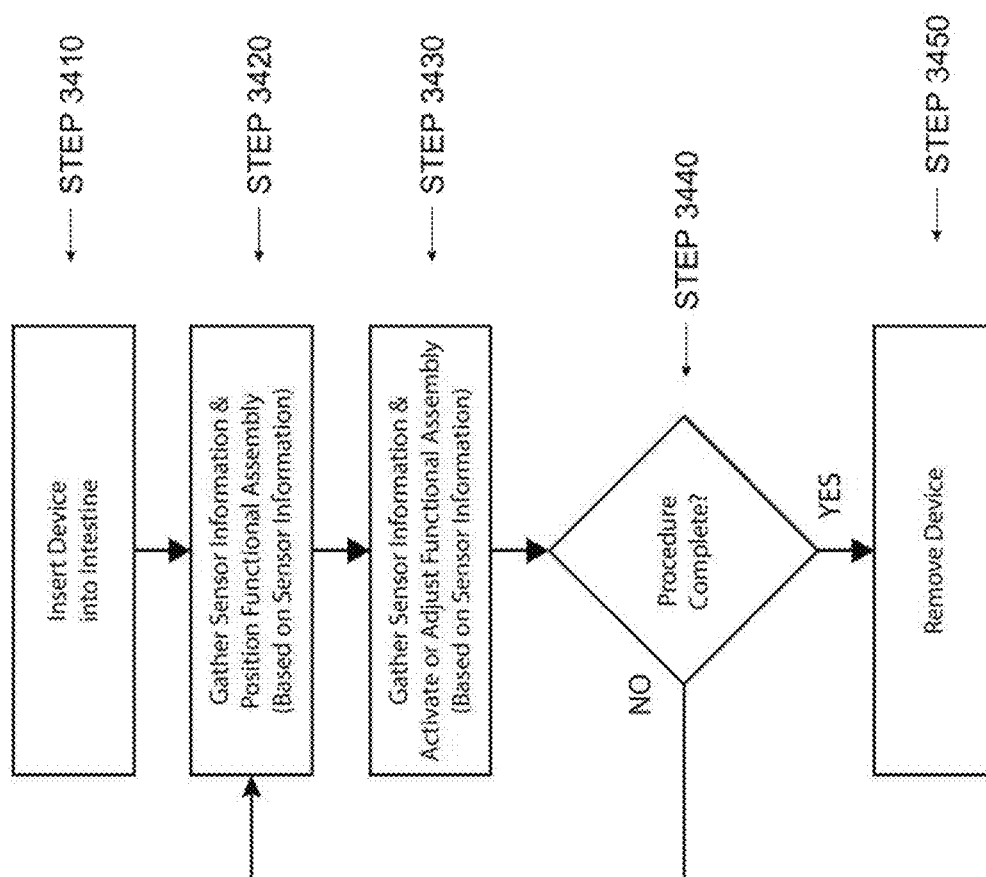 Insert Device
into Intestine
STEP 3410
Gather Sensor Information &
Position Functional Assembly
(Based on Sensor Information)
STEP 3420
Gather Sensor Information &
Activate or Adjust Functional Assembly
(Based on Sensor Information)
STEP 3430
Procedure
Complete?
STEP 3440
NO
YES
Remove Device
STEP 3450